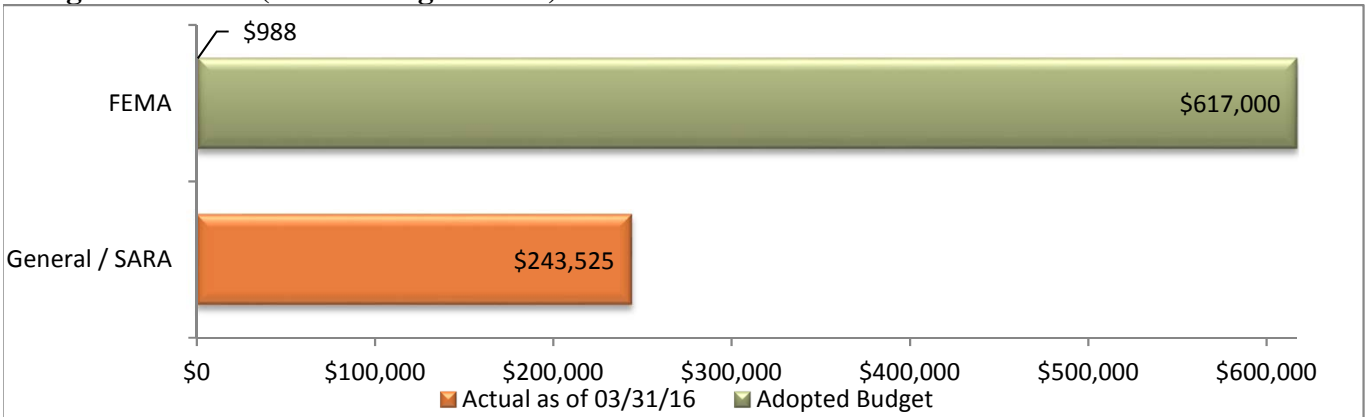 $988
FEMA
$617,000
General / SARA
$243,525
$0 $100,000 $200,000 $300,000 $400,000 $500,000 $600,000
Actual as of 03/31/16 Adopted Budget